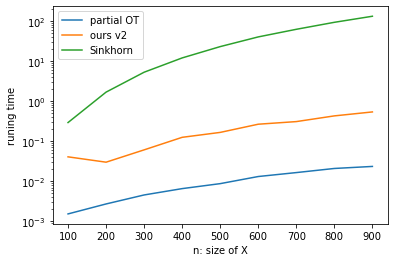 partial OT
ours v2
Sinkhorn
10²
10¹
10⁰
10⁻¹
10⁻²
10⁻³
runing time
100 200 300 400 500 600 700 800 900
n: size of X